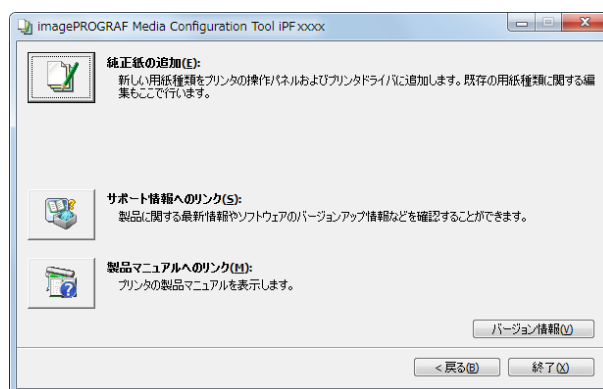 imagePROGRAF Media Configuration Tool iPFxxxx
純正紙の追加(E):
新しい用紙種類をプリンタの操作パネルおよびプリンタドライバに追加します。既存の用紙種類に関する編
集もここで行います。
サポート情報へのリンク(S):
製品に関する最新情報やソフトウェアのバージョンアップ情報などを確認することができます。
製品マニュアルへのリンク(M):
プリンタの製品マニュアルを表示します。
バージョン情報(V)
< 戻る(B)
終了(X)